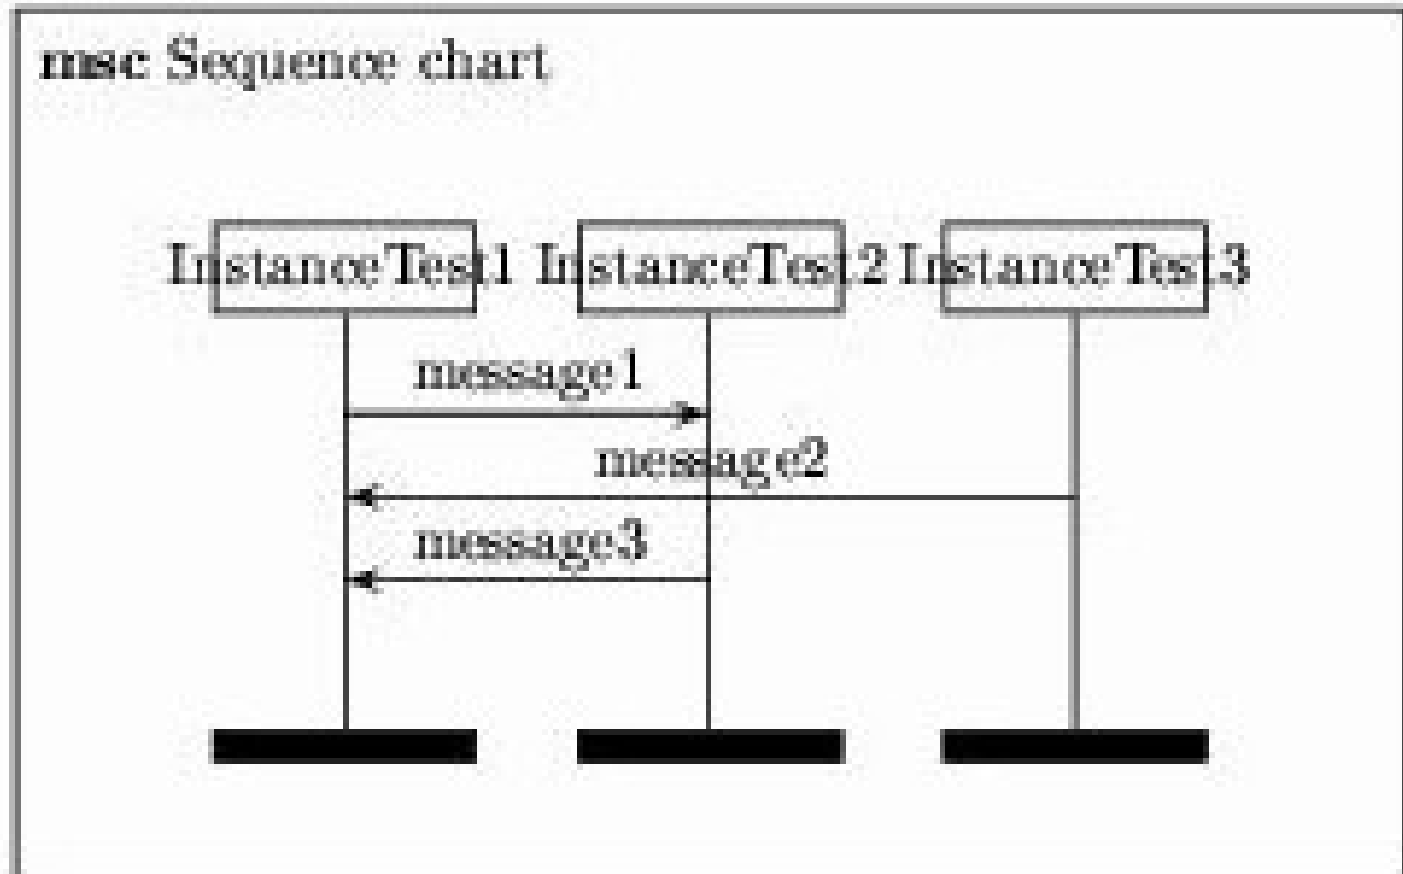 msc Sequence chart
InstanceTest1 InstanceTest2 InstanceTest3
message1
message2
message3